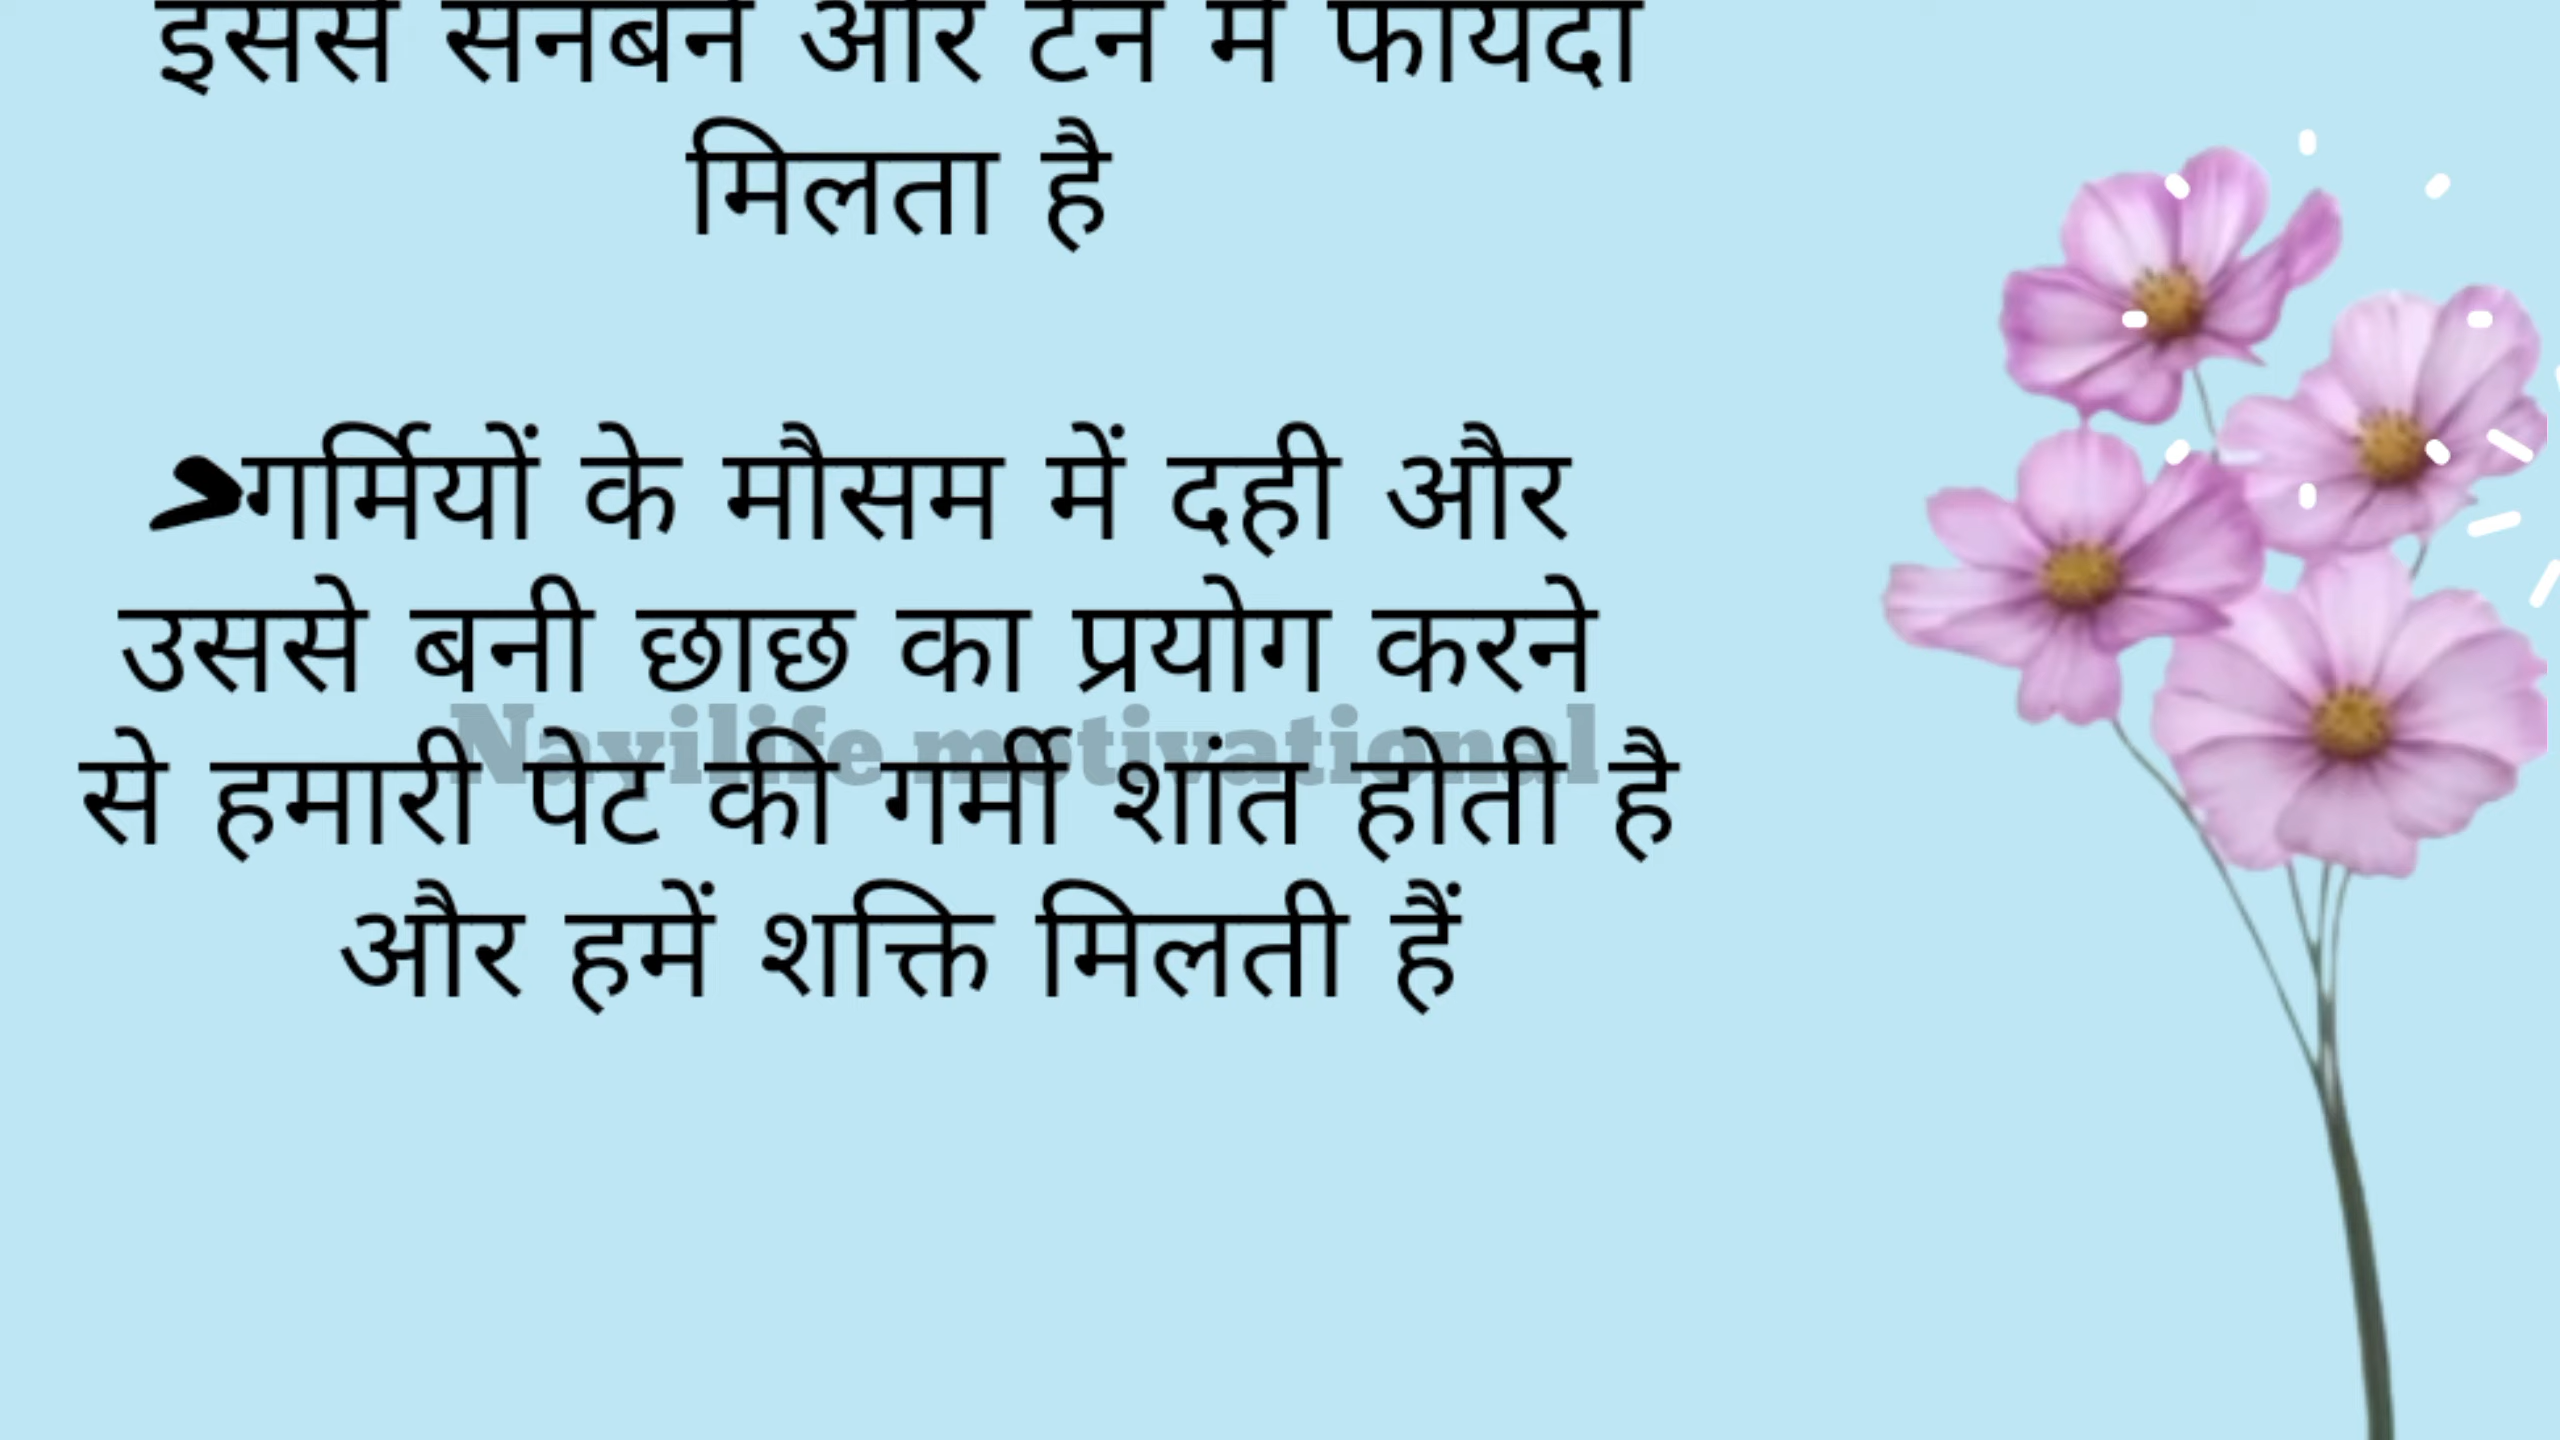 इससे सनबर्न और टैन में फायदा
मिलता है
>गर्मियों के मौसम में दही और
उससे बनी छाछ का प्रयोग करने
Nayilife motivational
से हमारी पेट की गर्मी शांत होती है
और हमें शक्ति मिलती हैं